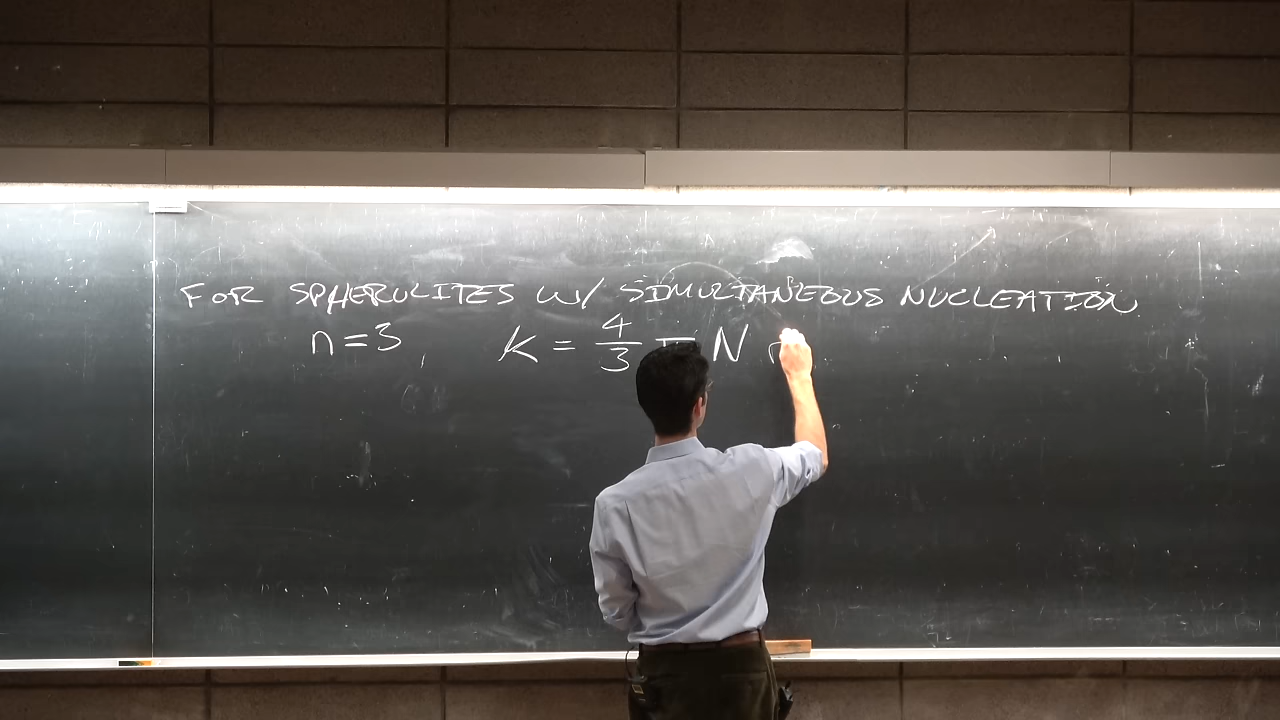 FOR SPHERULITES W/ SIMULTANEOUS NUCLEATION
n=3, K = 4/3 π N